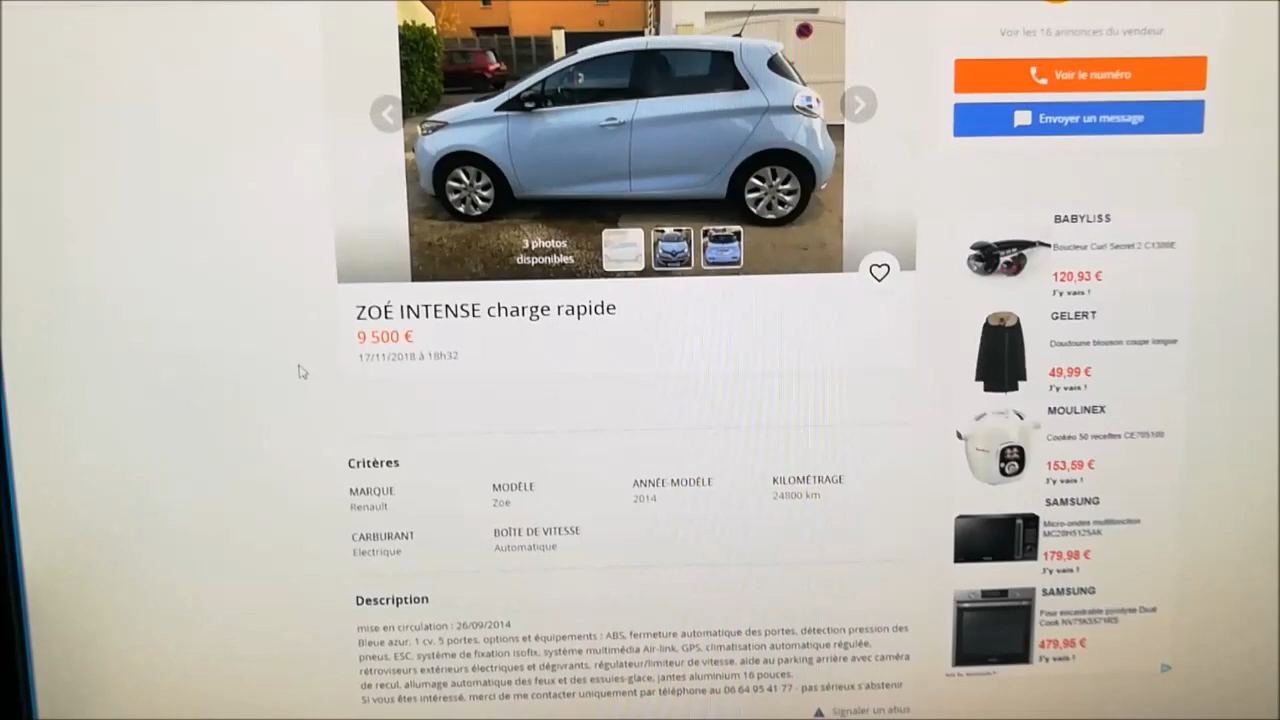 Voir les 16 annonces du vendeur
Voir le numéro
Envoyer un message
3 photos
disponibles
ZOÉ INTENSE charge rapide
9 500 €
17/11/2018 à 18h32
Critères
MARQUE
Renault
MODÈLE
Zoe
ANNÉE-MODÈLE
2014
KILOMÉTRAGE
24800 km
CARBURANT
Electrique
BOÎTE DE VITESSE
Automatique
Description
mise en circulation : 26/09/2014
Bleue azur, 1 cv, 5 portes, options et équipements : ABS, fermeture automatique des portes, détection pression des
pneus, ESC, système de fixation Isofix, système multimédia Air-link, GPS, climatisation automatique régulée,
rétroviseurs extérieurs électriques et dégivrants, régulateur/limiteur de vitesse, aide au parking arrière avec caméra
de recul, allumage automatique des feux et des essuies-glace, jantes aluminium 16 pouces.
Si vous êtes intéressé, merci de me contacter uniquement par téléphone au 06 64 95 41 77 - pas sérieux s'abstenir
Signaler un abus
BABYLISS
Boucleur Curl Secret 2 C1300E
120,93 €
J'y vais !
GELERT
Doudoune blouson coupe longue
49,99 €
J'y vais !
MOULINEX
Cookéo 50 recettes CE705100
153,59 €
J'y vais !
SAMSUNG
Micro-ondes multifonction
MC28H5125AK
179,98 €
J'y vais !
SAMSUNG
Four encastrable pyrolyse Dual
Cook NV75K5571RS
479,95 €
J'y vais !